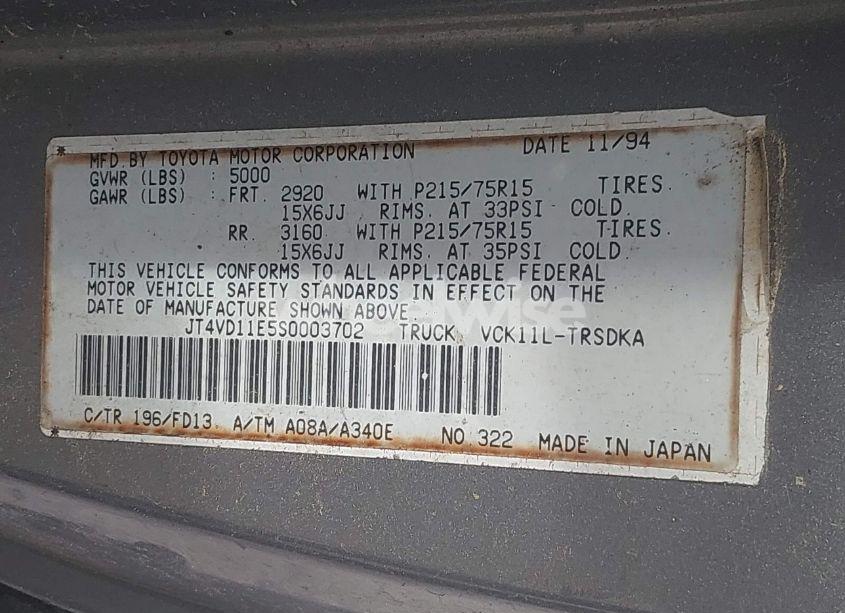 MFD. BY TOYOTA MOTOR CORPORATION DATE 11/94
GVWR (LBS) : 5000
GAWR (LBS) : FRT. 2920 WITH P215/75R15 TIRES.
15X6JJ RIMS. AT 33PSI COLD.
RR. 3160 WITH P215/75R15 TIRES.
15X6JJ RIMS. AT 35PSI COLD.
THIS VEHICLE CONFORMS TO ALL APPLICABLE FEDERAL
MOTOR VEHICLE SAFETY STANDARDS IN EFFECT ON THE
DATE OF MANUFACTURE SHOWN ABOVE.
JT4VD11E5S0003702 TRUCK VCK11L-TRSDKA
C/TR 196/FD13 A/TM A08A/A340E NO 322 MADE IN JAPAN